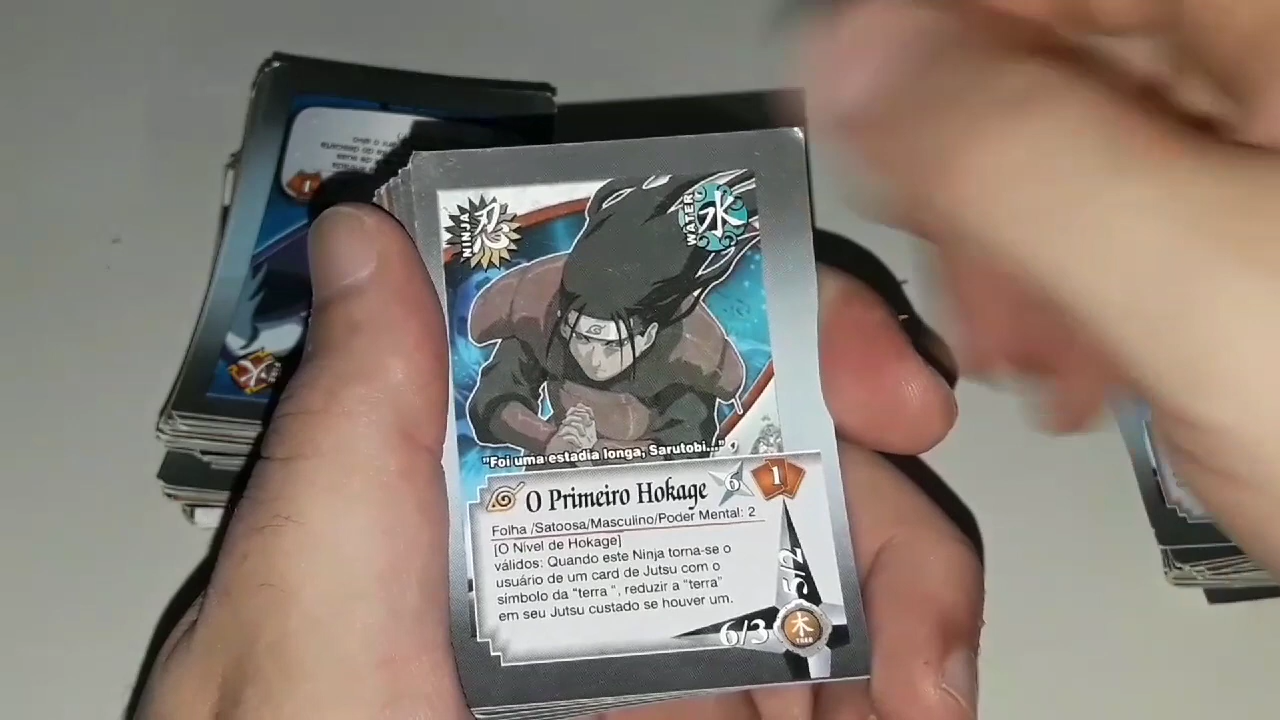 NINJA
忍
WATER
水
"Foi uma estadia longa, Sarutobi..."
O Primeiro Hokage
6
1
Folha /Satoosa/Masculino/Poder Mental: 2
[O Nível de Hokage]
válidos: Quando este Ninja torna-se o
usuário de um card de Jutsu com o
símbolo da "terra ", reduzir a "terra"
em seu Jutsu custado se houver um.
5/2
6/3
木